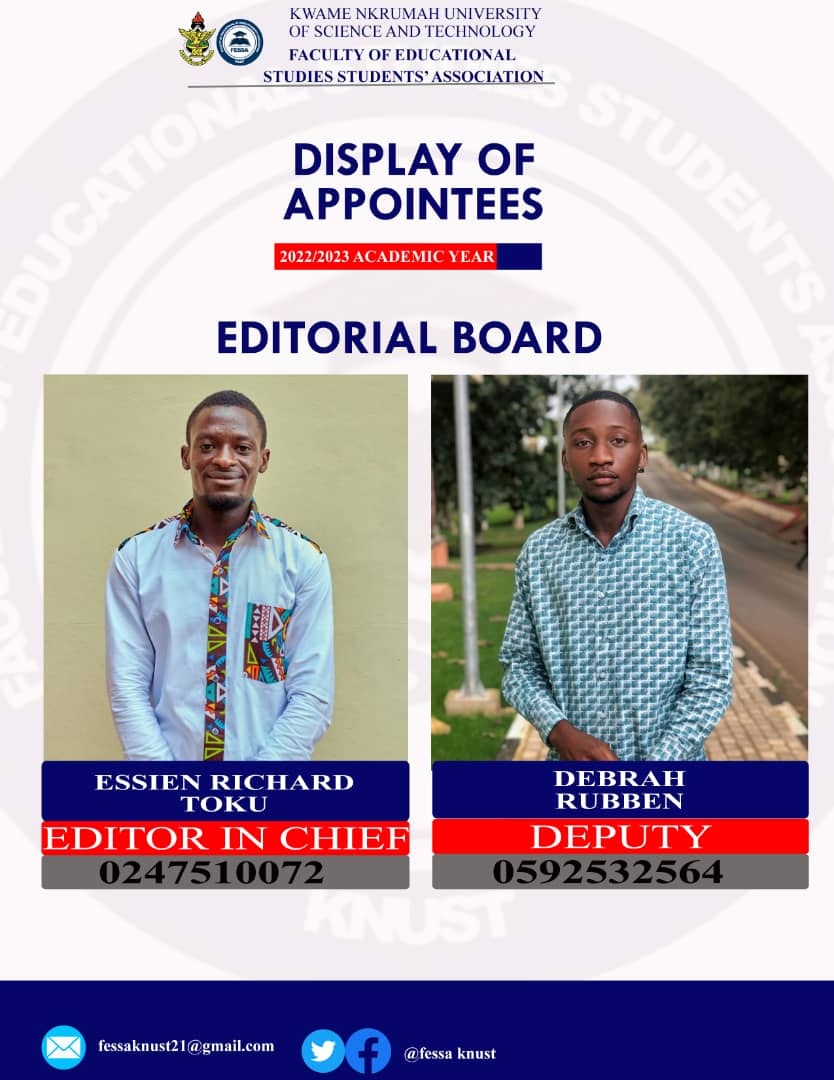 KWAME NKRUMAH UNIVERSITY
OF SCIENCE AND TECHNOLOGY
FACULTY OF EDUCATIONAL
STUDIES STUDENTS' ASSOCIATION
FESSA
DISPLAY OF
APPOINTEES
2022/2023 ACADEMIC YEAR
EDITORIAL BOARD
ESSIEN RICHARD
TOKU
EDITOR IN CHIEF
0247510072
DEBRAH
RUBBEN
DEPUTY
0592532564
KNUST
fessaknust21@gmail.com
@fessa knust